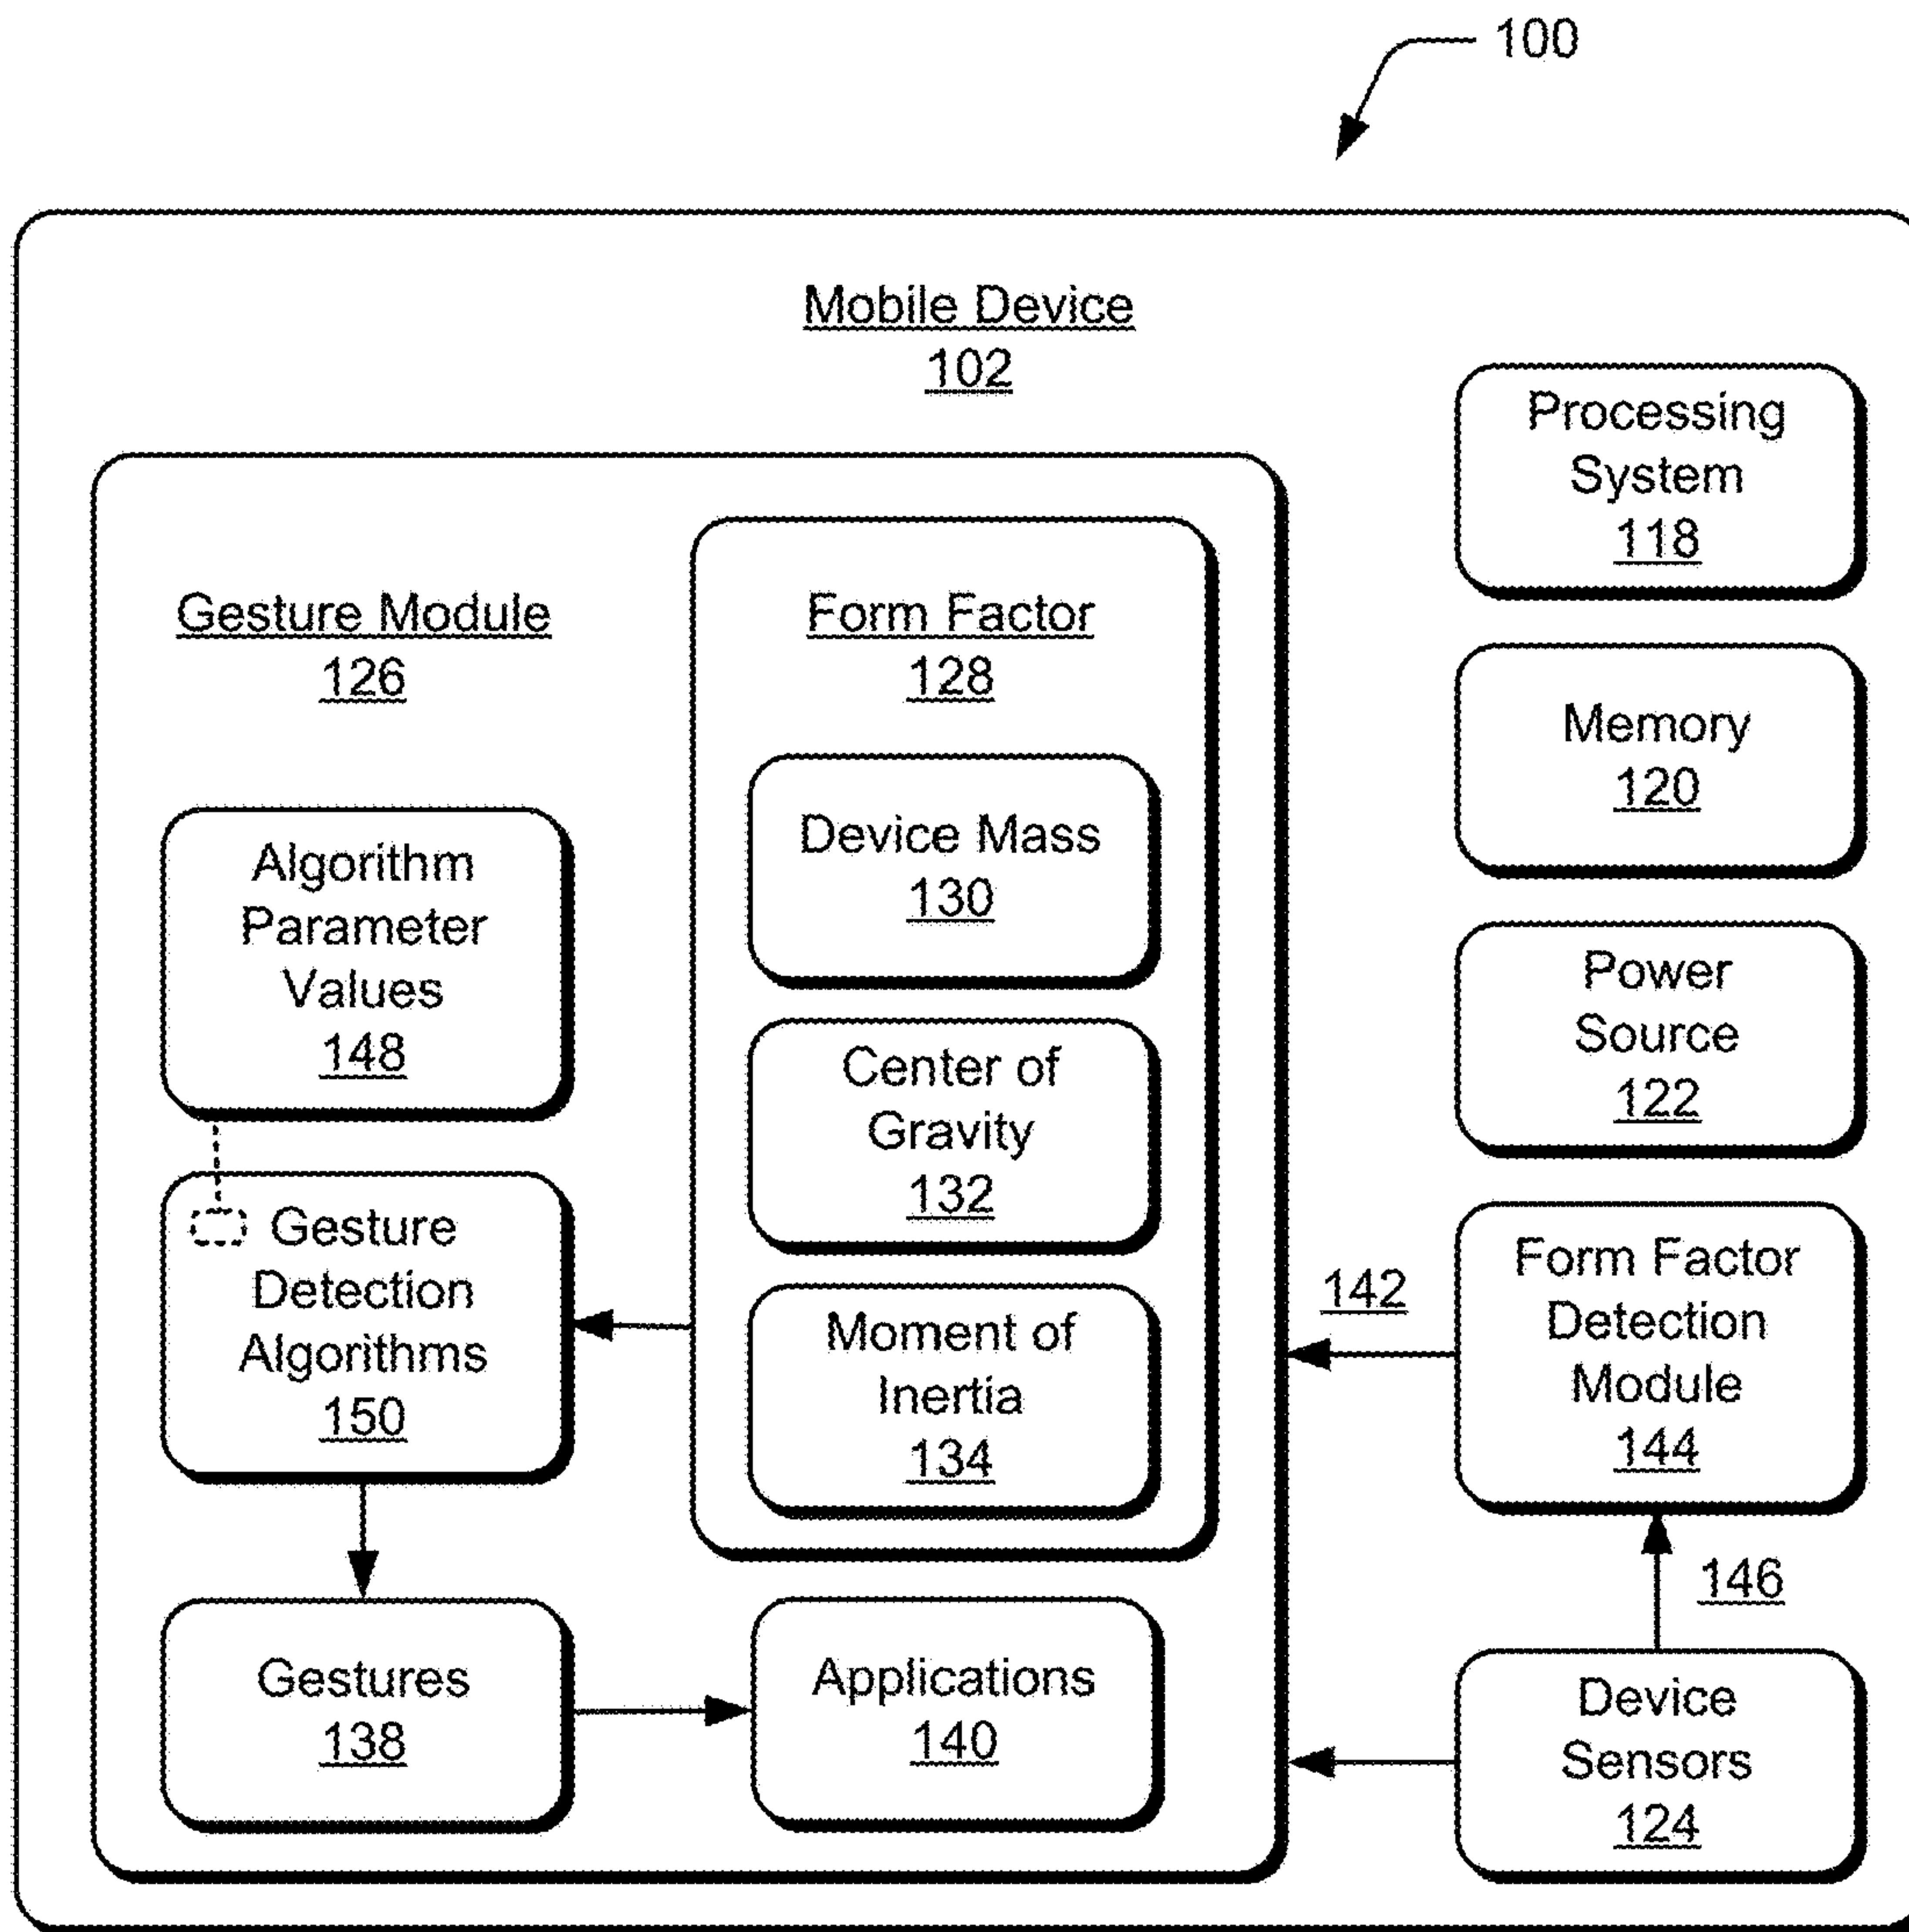 100
Mobile Device
102
Gesture Module
126
Algorithm
Parameter
Values
148
Gesture
Detection
Algorithms
150
Gestures
138
Form Factor
128
Device Mass
130
Center of
Gravity
132
Moment of
Inertia
134
Applications
140
Processing
System
118
Memory
120
Power
Source
122
142
Form Factor
Detection
Module
144
146
Device
Sensors
124